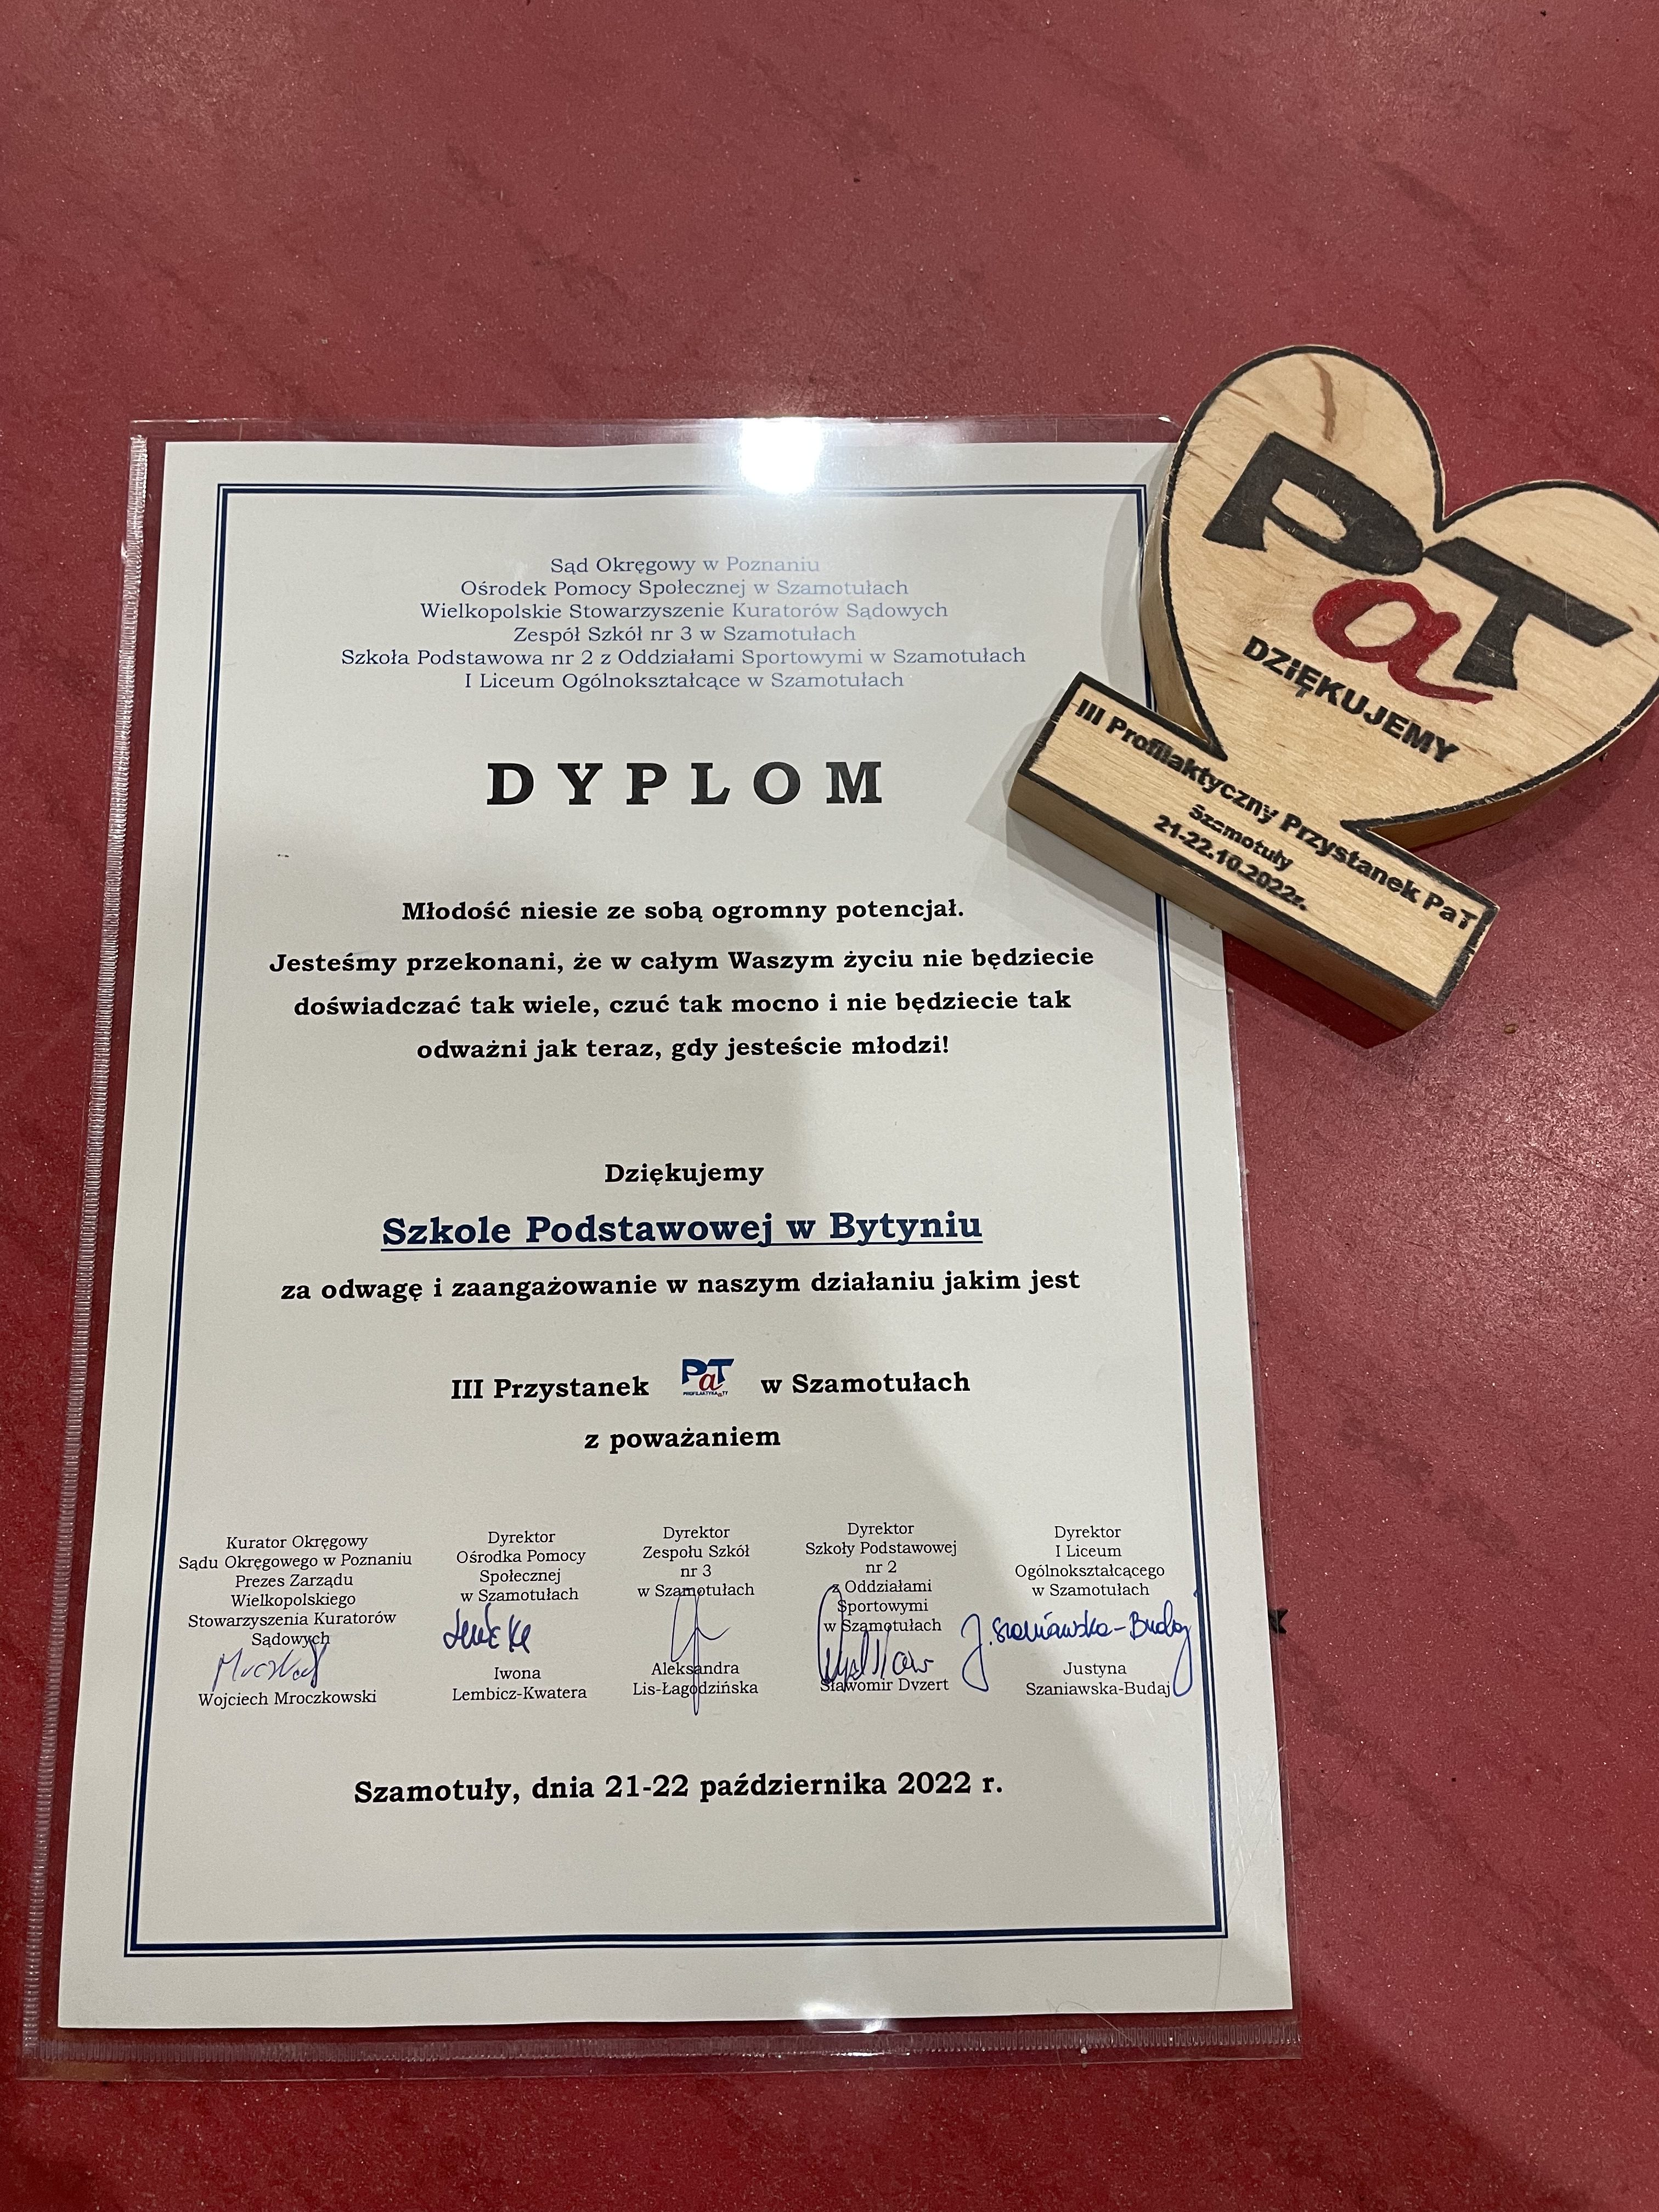 Sąd Okręgowy w Poznaniu
Ośrodek Pomocy Społecznej w Szamotułach
Wielkopolskie Stowarzyszenie Kuratorów Sądowych
Zespół Szkół nr 3 w Szamotułach
Szkoła Podstawowa nr 2 z Oddziałami Sportowymi w Szamotułach
I Liceum Ogólnokształcące w Szamotułach
DYPLOM
Młodość niesie ze sobą ogromny potencjał.
Jesteśmy przekonani, że w całym Waszym życiu nie będziecie
doświadczać tak wiele, czuć tak mocno i nie będziecie tak
odważni jak teraz, gdy jesteście młodzi!
Dziękujemy
Szkole Podstawowej w Bytyniu
za odwagę i zaangażowanie w naszym działaniu jakim jest
III Przystanek PaT w Szamotułach
z poważaniem
Kurator Okręgowy
Sądu Okręgowego w Poznaniu
Prezes Zarządu
Wielkopolskiego
Stowarzyszenia Kuratorów
Sądowych
Wojciech Mroczkowski
Dyrektor
Ośrodka Pomocy
Społecznej
w Szamotułach
Iwona
Lembicz-Kwatera
Dyrektor
Zespołu Szkół
nr 3
w Szamotułach
Aleksandra
Lis-Łagodzińska
Dyrektor
Szkoły Podstawowej
nr 2
z Oddziałami
Sportowymi
w Szamotułach
Sławomir Dyzert
Dyrektor
I Liceum
Ogólnokształcącego
w Szamotułach
J. Szaniawska-Budaj
Justyna
Szaniawska-Budaj
Szamotuły, dnia 21-22 października 2022 r.
PaT
DZIĘKUJEMY
III Profilaktyczny Przystanek PaT
Szamotuły
21-22.10.2022r.